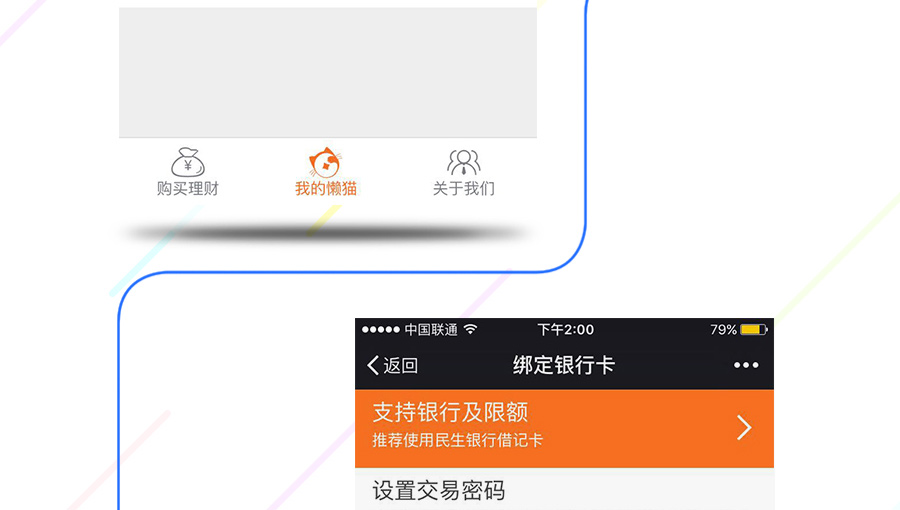 购买理财 我的懒猫 关于我们
中国联通 下午2:00 79%
返回 绑定银行卡
支持银行及限额
推荐使用民生银行借记卡
设置交易密码